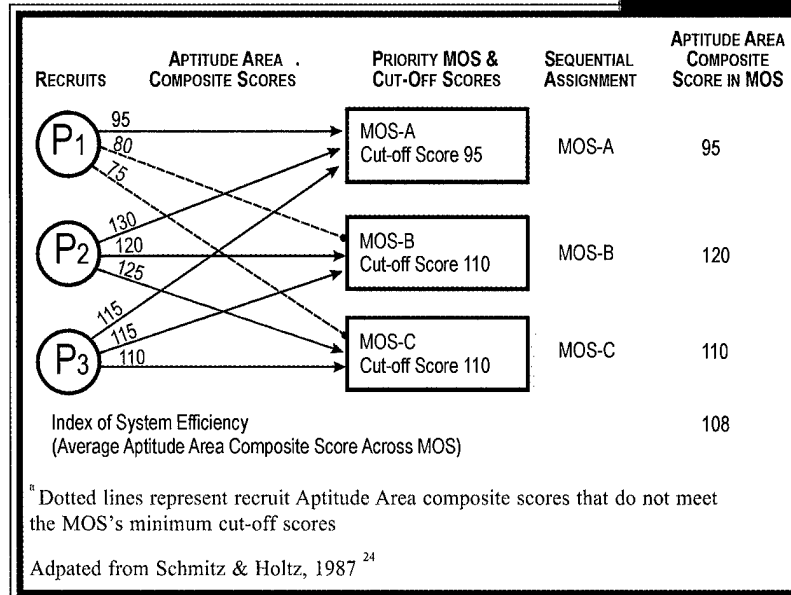 RECRUITS
APTITUDE AREA .
COMPOSITE SCORES
PRIORITY MOS &
CUT-OFF SCORES
SEQUENTIAL
ASSIGNMENT
APTITUDE AREA
COMPOSITE
SCORE IN MOS
P1
95
80
75
MOS-A
Cut-off Score 95
MOS-A
95
P2
130
120
125
MOS-B
Cut-off Score 110
MOS-B
120
P3
115
115
110
MOS-C
Cut-off Score 110
MOS-C
110
Index of System Efficiency
(Average Aptitude Area Composite Score Across MOS)
108
a Dotted lines represent recruit Aptitude Area composite scores that do not meet
the MOS's minimum cut-off scores
Adpated from Schmitz & Holtz, 1987 24